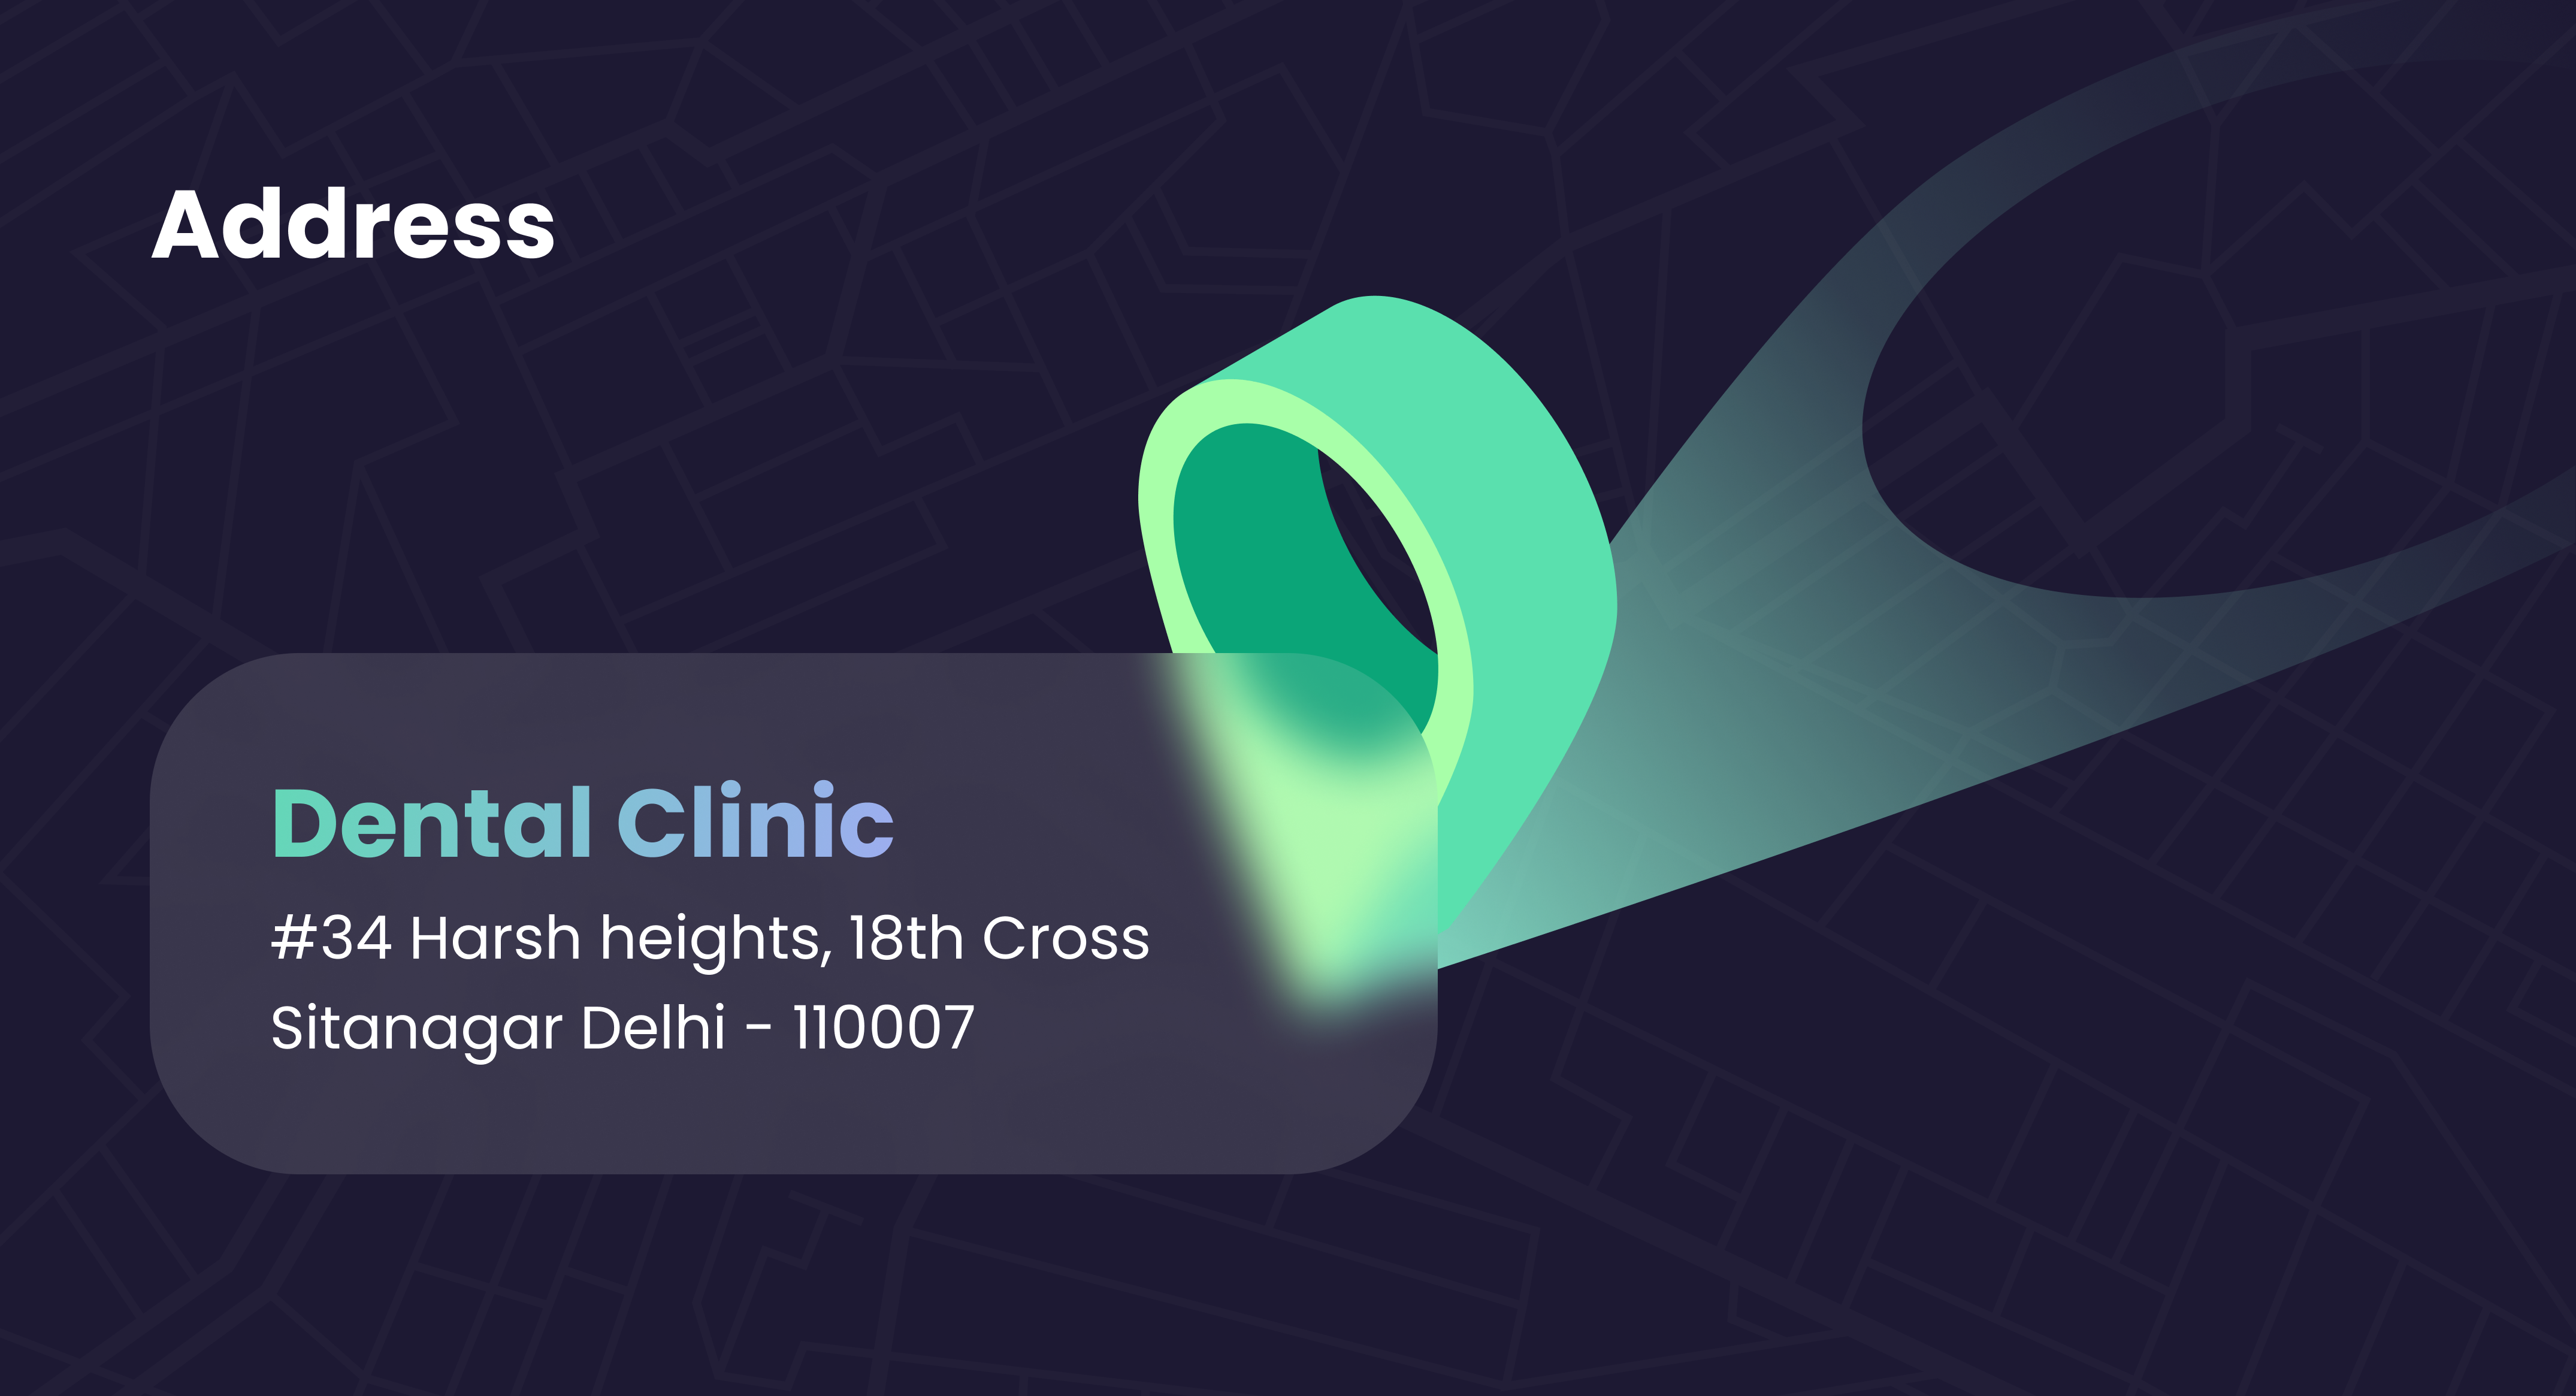 Address
Dental Clinic
#34 Harsh heights, 18th Cross
Sitanagar Delhi - 110007